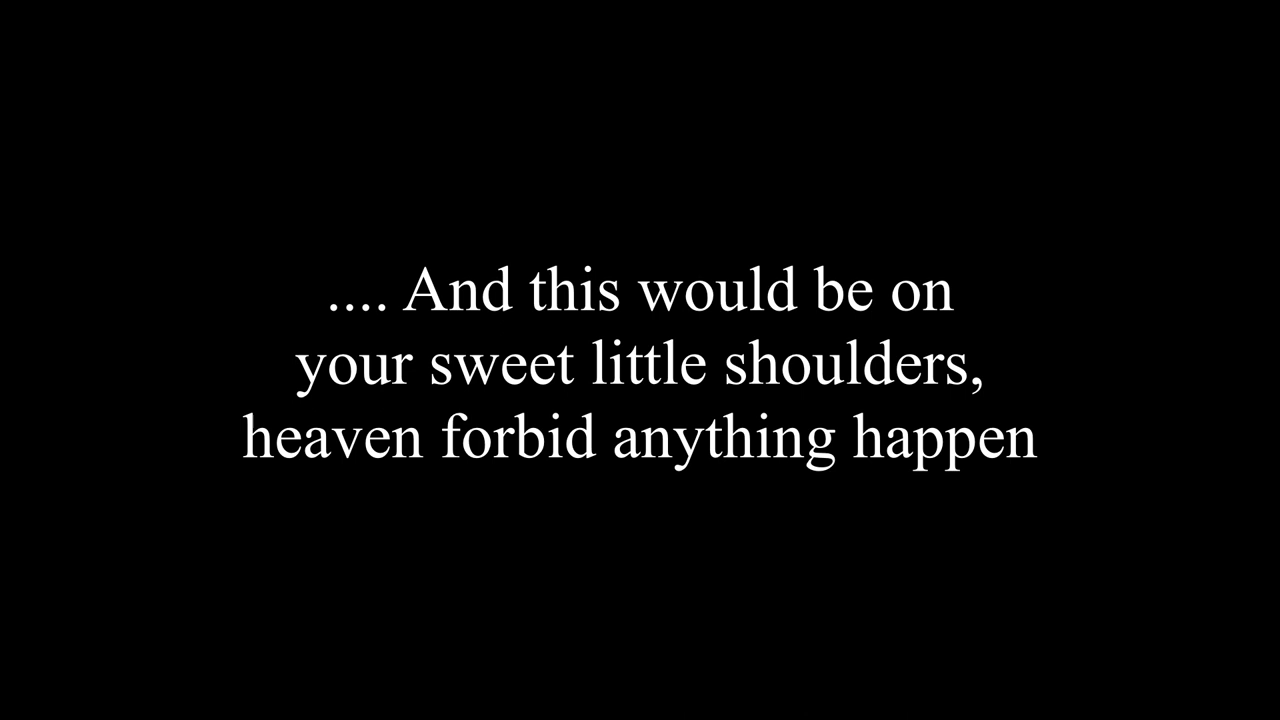 .... And this would be on
your sweet little shoulders,
heaven forbid anything happen